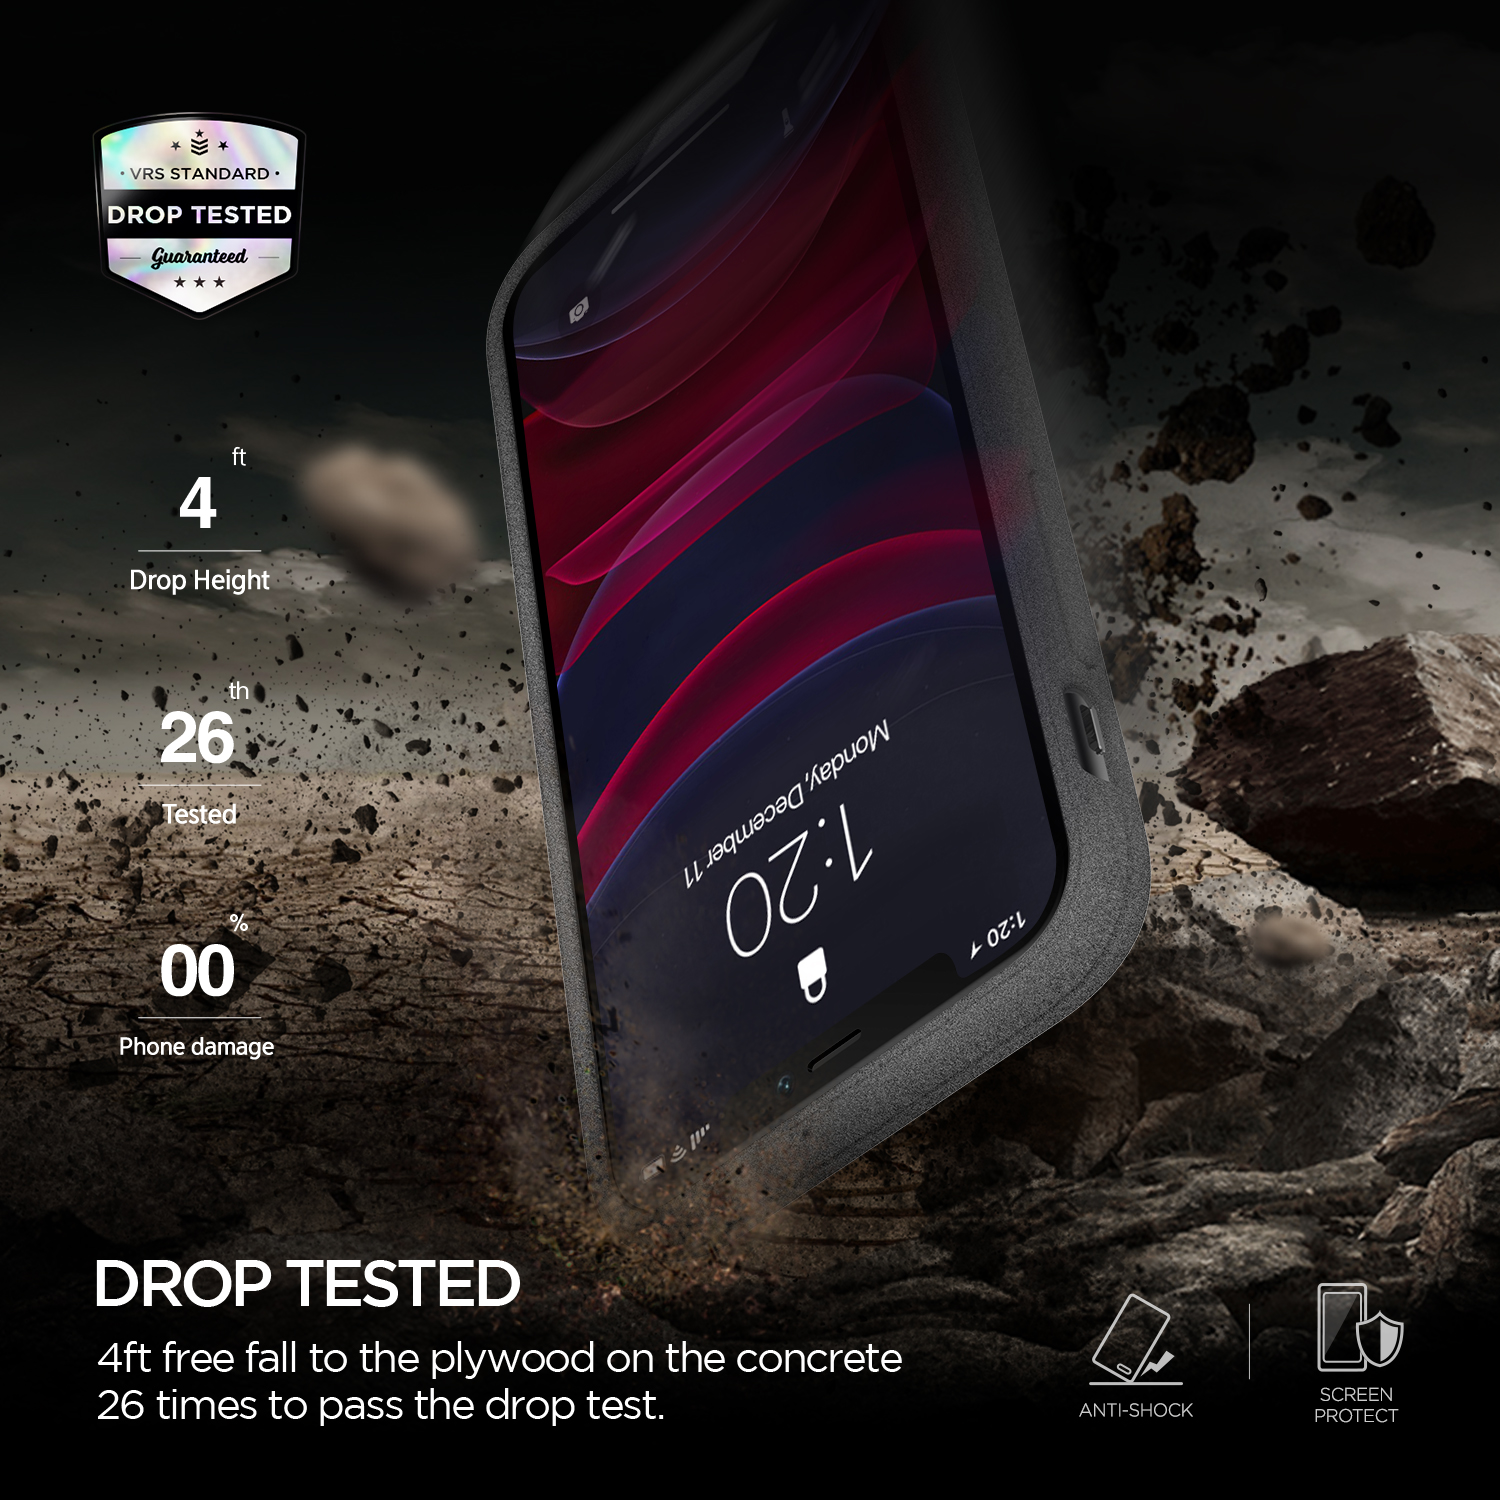 · VRS STANDARD ·
DROP TESTED
Guaranteed
ft
4
Drop Height
th
26
Tested
%
00
Phone damage
Monday, December 11
1:20
1:20
DROP TESTED
4ft free fall to the plywood on the concrete
26 times to pass the drop test.
ANTI-SHOCK
SCREEN
PROTECT